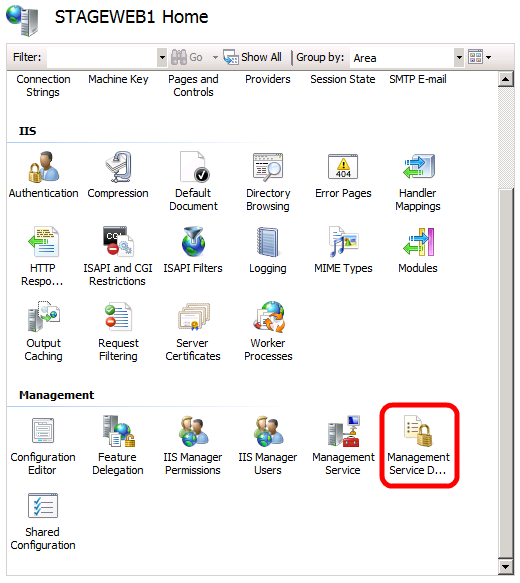 STAGEWEB1 Home
Filter: Go Show All Group by: Area
Connection Machine Key Pages and Providers Session State SMTP E-mail
Strings Controls
IIS
404
Authentication Compression Default Directory Error Pages Handler
Document Browsing Mappings
CGI
HTTP ISAPI and CGI ISAPI Filters Logging MIME Types Modules
Respo... Restrictions
Output Request Server Worker
Caching Filtering Certificates Processes
Management
Configuration Feature IIS Manager IIS Manager Management Management
Editor Delegation Permissions Users Service Service D...
Shared
Configuration